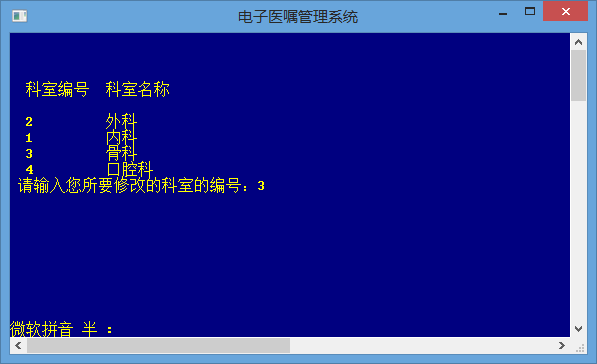 电子医嘱管理系统
科室编号 科室名称
2 外科
1 内科
3 骨科
4 口腔科
请输入您所要修改的科室的编号：3
微软拼音 半 ：